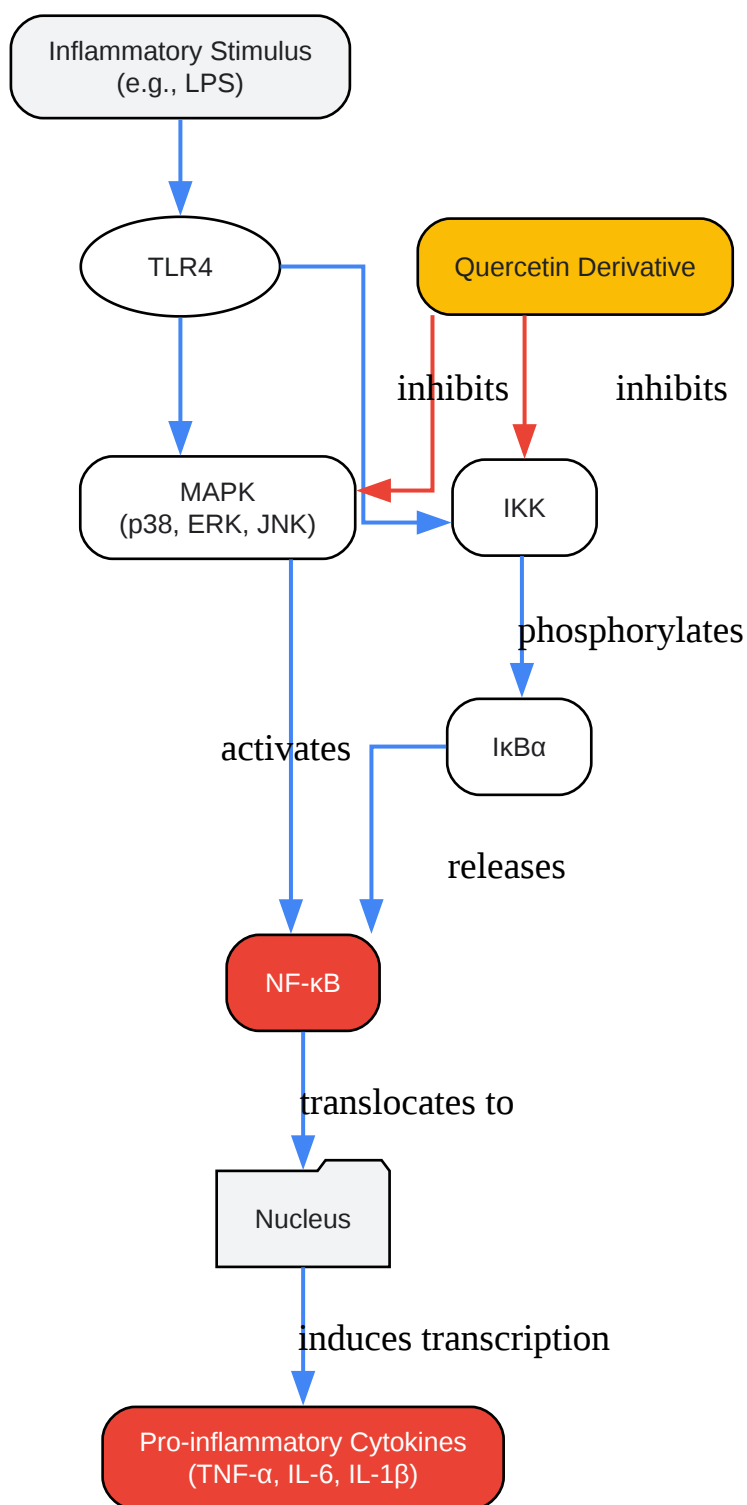 Inflammatory Stimulus
(e.g., LPS)
TLR4
Quercetin Derivative
inhibits
inhibits
MAPK
(p38, ERK, JNK)
IKK
phosphorylates
IκBα
activates
releases
NF-κB
translocates to
Nucleus
induces transcription
Pro-inflammatory Cytokines
(TNF-α, IL-6, IL-1β)